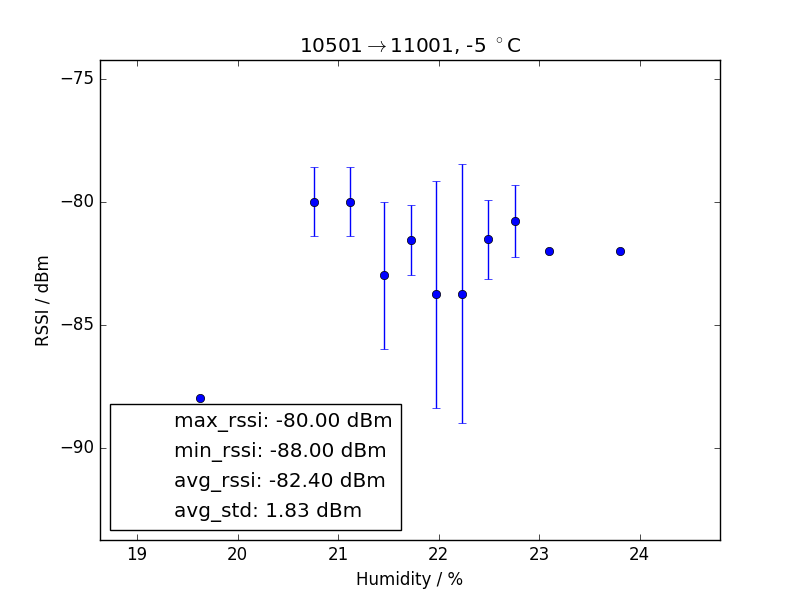 10501→11001, -5 °C
−75
−80
−85
−90
RSSI / dBm
max_rssi: -80.00 dBm
min_rssi: -88.00 dBm
avg_rssi: -82.40 dBm
avg_std: 1.83 dBm
19 20 21 22 23 24
Humidity / %